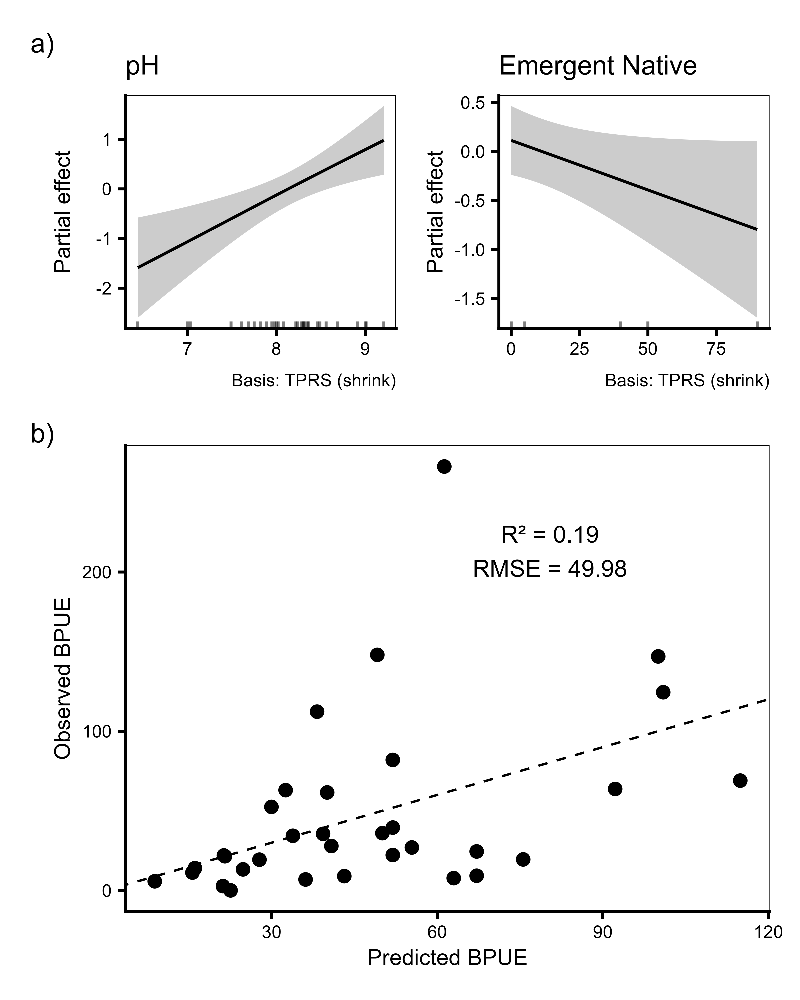 a)
pH
Emergent Native
Partial effect
1
0
-1
-2
7
8
9
Basis: TPRS (shrink)
Partial effect
0.5
0.0
-0.5
-1.0
-1.5
0
25
50
75
Basis: TPRS (shrink)
b)
R² = 0.19
RMSE = 49.98
Observed BPUE
200
100
0
30
60
90
120
Predicted BPUE